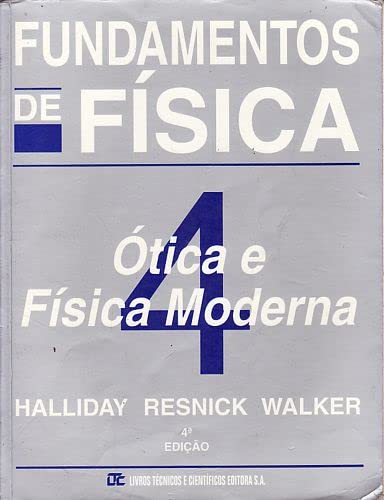 FUNDAMENTOS
DE FÍSICA
4
Ótica e
Física Moderna
HALLIDAY RESNICK WALKER
4ª
EDIÇÃO
LTC LIVROS TÉCNICOS E CIENTÍFICOS EDITORA S.A.